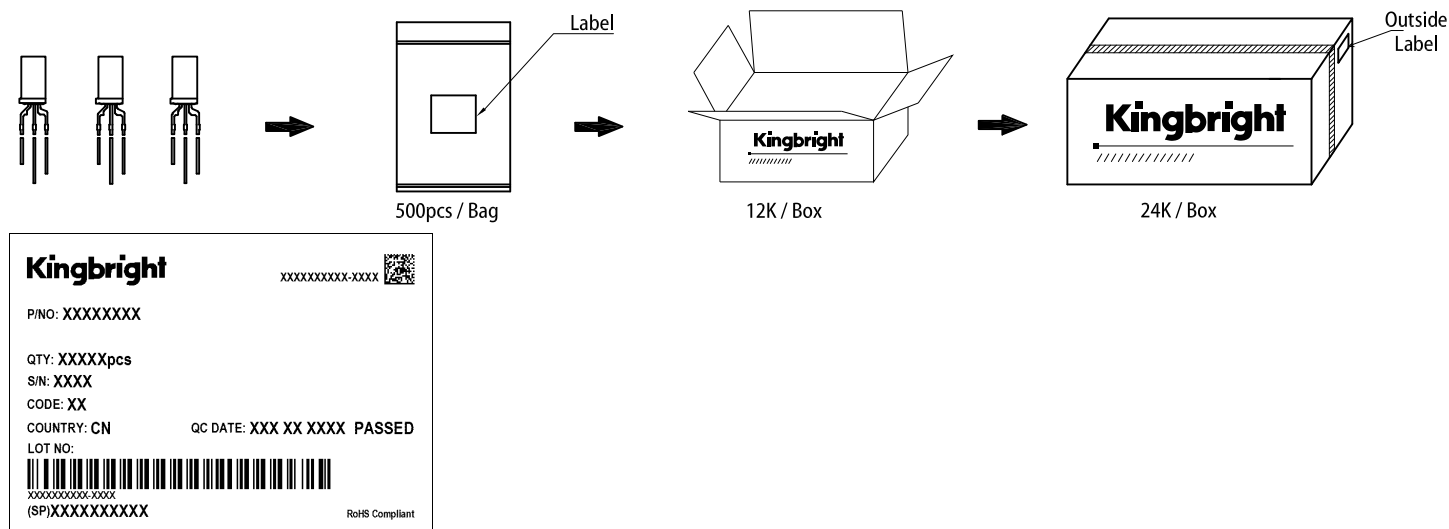 Label
Outside
Label
Kingbright
Kingbright
500pcs / Bag
12K / Box
24K / Box
Kingbright
XXXXXXXXXX-XXXX
P/NO: XXXXXXXX
QTY: XXXXXpcs
S/N: XXXX
CODE: XX
COUNTRY: CN
QC DATE: XXX XX XXXX PASSED
LOT NO:
XXXXXXXXXX-XXXX
(SP)XXXXXXXXXX
RoHS Compliant